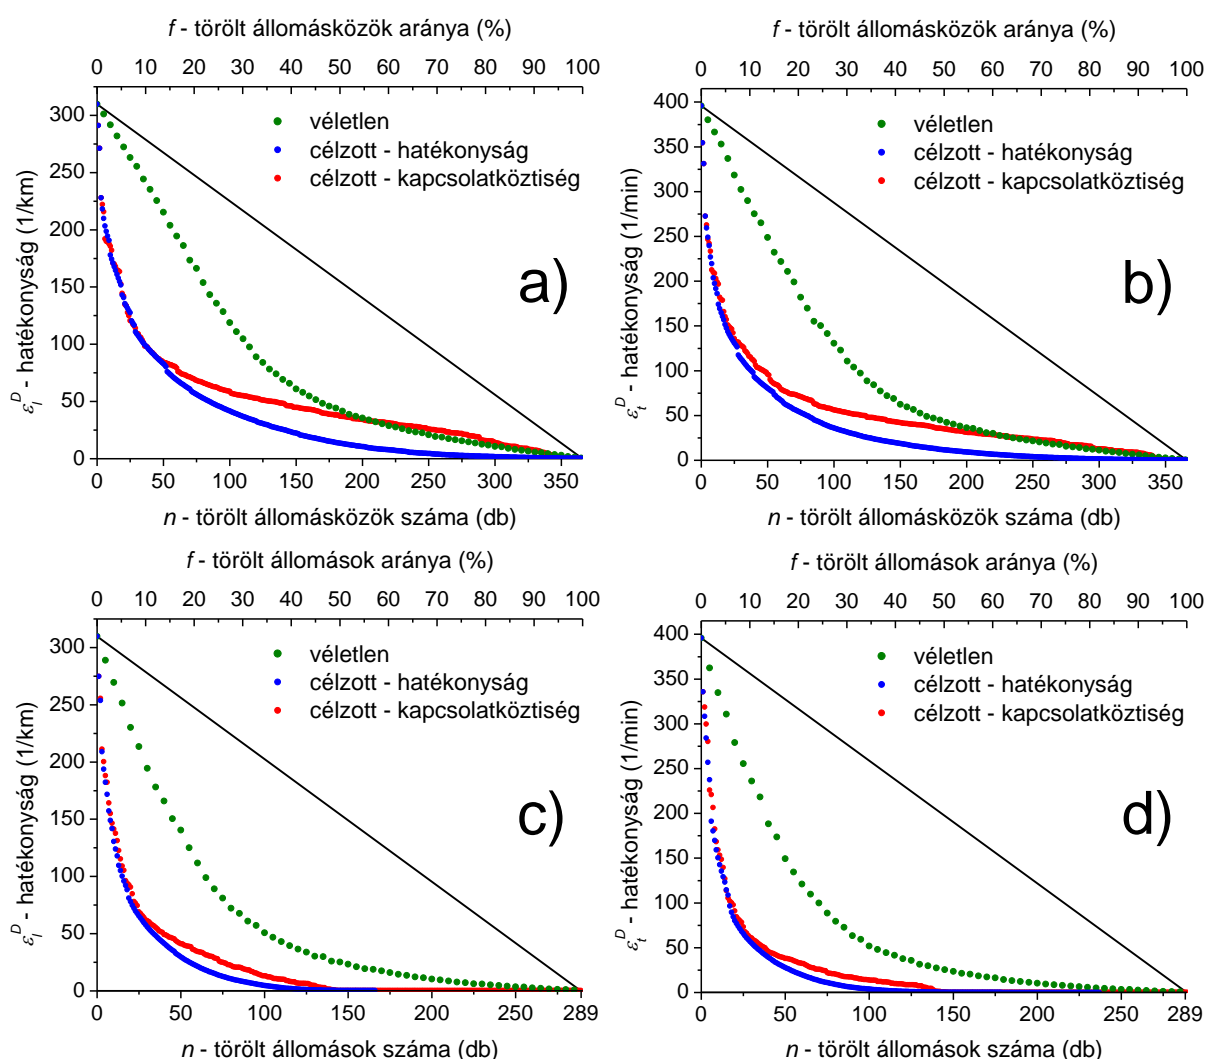 f - törölt állomásközök aránya (%)
0 10 20 30 40 50 60 70 80 90 100
300
250
200
150
100
50
0
ε_l^D - hatékonyság (1/km)
véletlen
célzott - hatékonyság
célzott - kapcsolatköztiség
a)
0 50 100 150 200 250 300 350
n - törölt állomásközök száma (db)
f - törölt állomásközök aránya (%)
0 10 20 30 40 50 60 70 80 90 100
400
350
300
250
200
150
100
50
0
ε_t^D - hatékonyság (1/min)
véletlen
célzott - hatékonyság
célzott - kapcsolatköztiség
b)
0 50 100 150 200 250 300 350
n - törölt állomásközök száma (db)
f - törölt állomások aránya (%)
0 10 20 30 40 50 60 70 80 90 100
300
250
200
150
100
50
0
ε_l^D - hatékonyság (1/km)
véletlen
célzott - hatékonyság
célzott - kapcsolatköztiség
c)
0 50 100 150 200 250 289
n - törölt állomások száma (db)
f - törölt állomások aránya (%)
0 10 20 30 40 50 60 70 80 90 100
400
350
300
250
200
150
100
50
0
ε_t^D - hatékonyság (1/min)
véletlen
célzott - hatékonyság
célzott - kapcsolatköztiség
d)
0 50 100 150 200 250 289
n - törölt állomások száma (db)